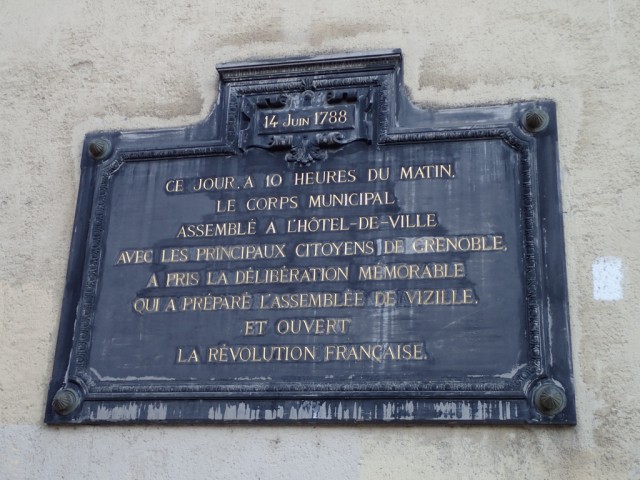 14 JUIN 1788
CE JOUR, A 10 HEURES DU MATIN,
LE CORPS MUNICIPAL,
ASSEMBLÉ A L'HÔTEL-DE-VILLE
AVEC LES PRINCIPAUX CITOYENS DE GRENOBLE,
A PRIS LA DÉLIBÉRATION MÉMORABLE
QUI A PRÉPARÉ L'ASSEMBLÉE DE VIZILLE,
ET OUVERT
LA RÉVOLUTION FRANÇAISE.